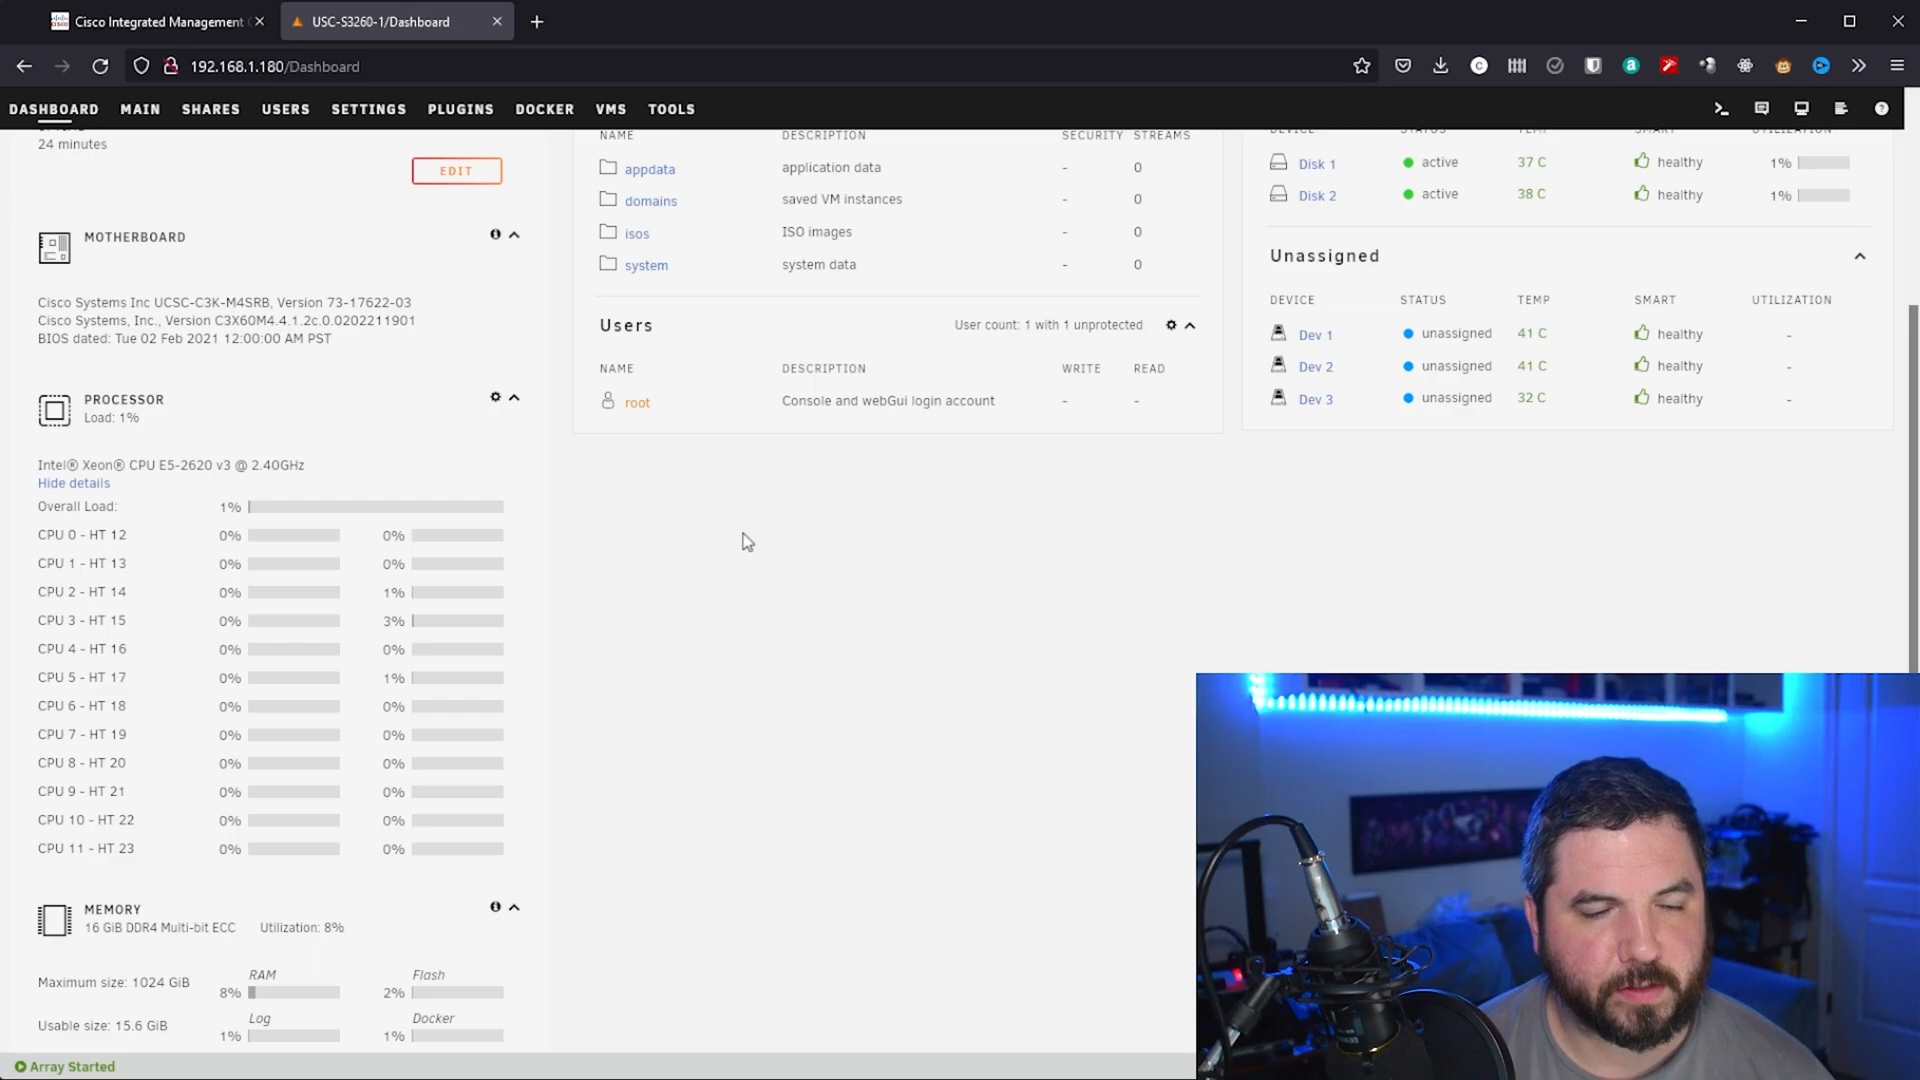 Cisco Integrated Management
USC-S3260-1/Dashboard
192.168.1.180/Dashboard
DASHBOARD MAIN SHARES USERS SETTINGS PLUGINS DOCKER VMS TOOLS
24 minutes
EDIT
MOTHERBOARD
Cisco Systems Inc UCSC-C3K-M4SRB, Version 73-17622-03
Cisco Systems, Inc., Version C3X60M4.4.1.2c.0.0202211901
BIOS dated: Tue 02 Feb 2021 12:00:00 AM PST
PROCESSOR
Load: 1%
Intel® Xeon® CPU E5-2620 v3 @ 2.40GHz
Hide details
Overall Load: 1%
CPU 0 - HT 12 0% 0%
CPU 1 - HT 13 0% 0%
CPU 2 - HT 14 0% 1%
CPU 3 - HT 15 0% 3%
CPU 4 - HT 16 0% 0%
CPU 5 - HT 17 0% 1%
CPU 6 - HT 18 0% 0%
CPU 7 - HT 19 0% 0%
CPU 8 - HT 20 0% 0%
CPU 9 - HT 21 0% 0%
CPU 10 - HT 22 0% 0%
CPU 11 - HT 23 0% 0%
MEMORY
16 GiB DDR4 Multi-bit ECC Utilization: 8%
RAM Flash
Maximum size: 1024 GiB 8% 2%
Log Docker
Usable size: 15.6 GiB 1% 1%
Array Started
NAME DESCRIPTION SECURITY STREAMS
appdata application data - 0
domains saved VM instances - 0
isos ISO images - 0
system system data - 0
Users User count: 1 with 1 unprotected
NAME DESCRIPTION WRITE READ
root Console and webGui login account - -
DEVICE STATUS TEMP SMART UTILIZATION
Disk 1 active 37 C healthy 1%
Disk 2 active 38 C healthy 1%
Unassigned
DEVICE STATUS TEMP SMART UTILIZATION
Dev 1 unassigned 41 C healthy -
Dev 2 unassigned 41 C healthy -
Dev 3 unassigned 32 C healthy -